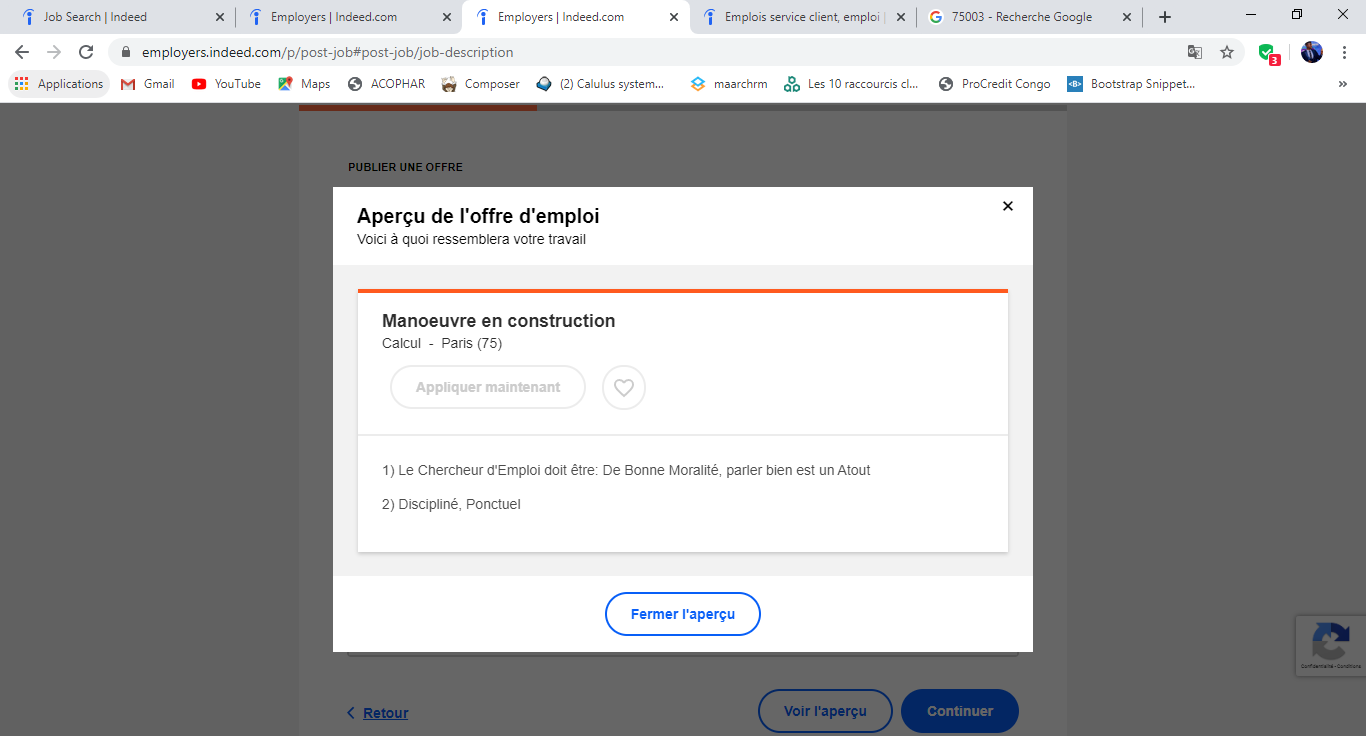 Job Search | Indeed
Employers | Indeed.com
Employers | Indeed.com
Emplois service client, emploi
75003 - Recherche Google
employers.indeed.com/p/post-job#post-job/job-description
3
Applications
Gmail
YouTube
Maps
ACOPHAR
Composer
(2) Calulus system...
maarchrm
Les 10 raccourcis cl...
ProCredit Congo
<B>
Bootstrap Snippet...
»
PUBLIER UNE OFFRE
Aperçu de l'offre d'emploi
Voici à quoi ressemblera votre travail
Manoeuvre en construction
Calcul - Paris (75)
Appliquer maintenant
1) Le Chercheur d'Emploi doit être: De Bonne Moralité, parler bien est un Atout
2) Discipliné, Ponctuel
Fermer l'aperçu
Confidentialité - Conditions
Retour
Voir l'aperçu
Continuer